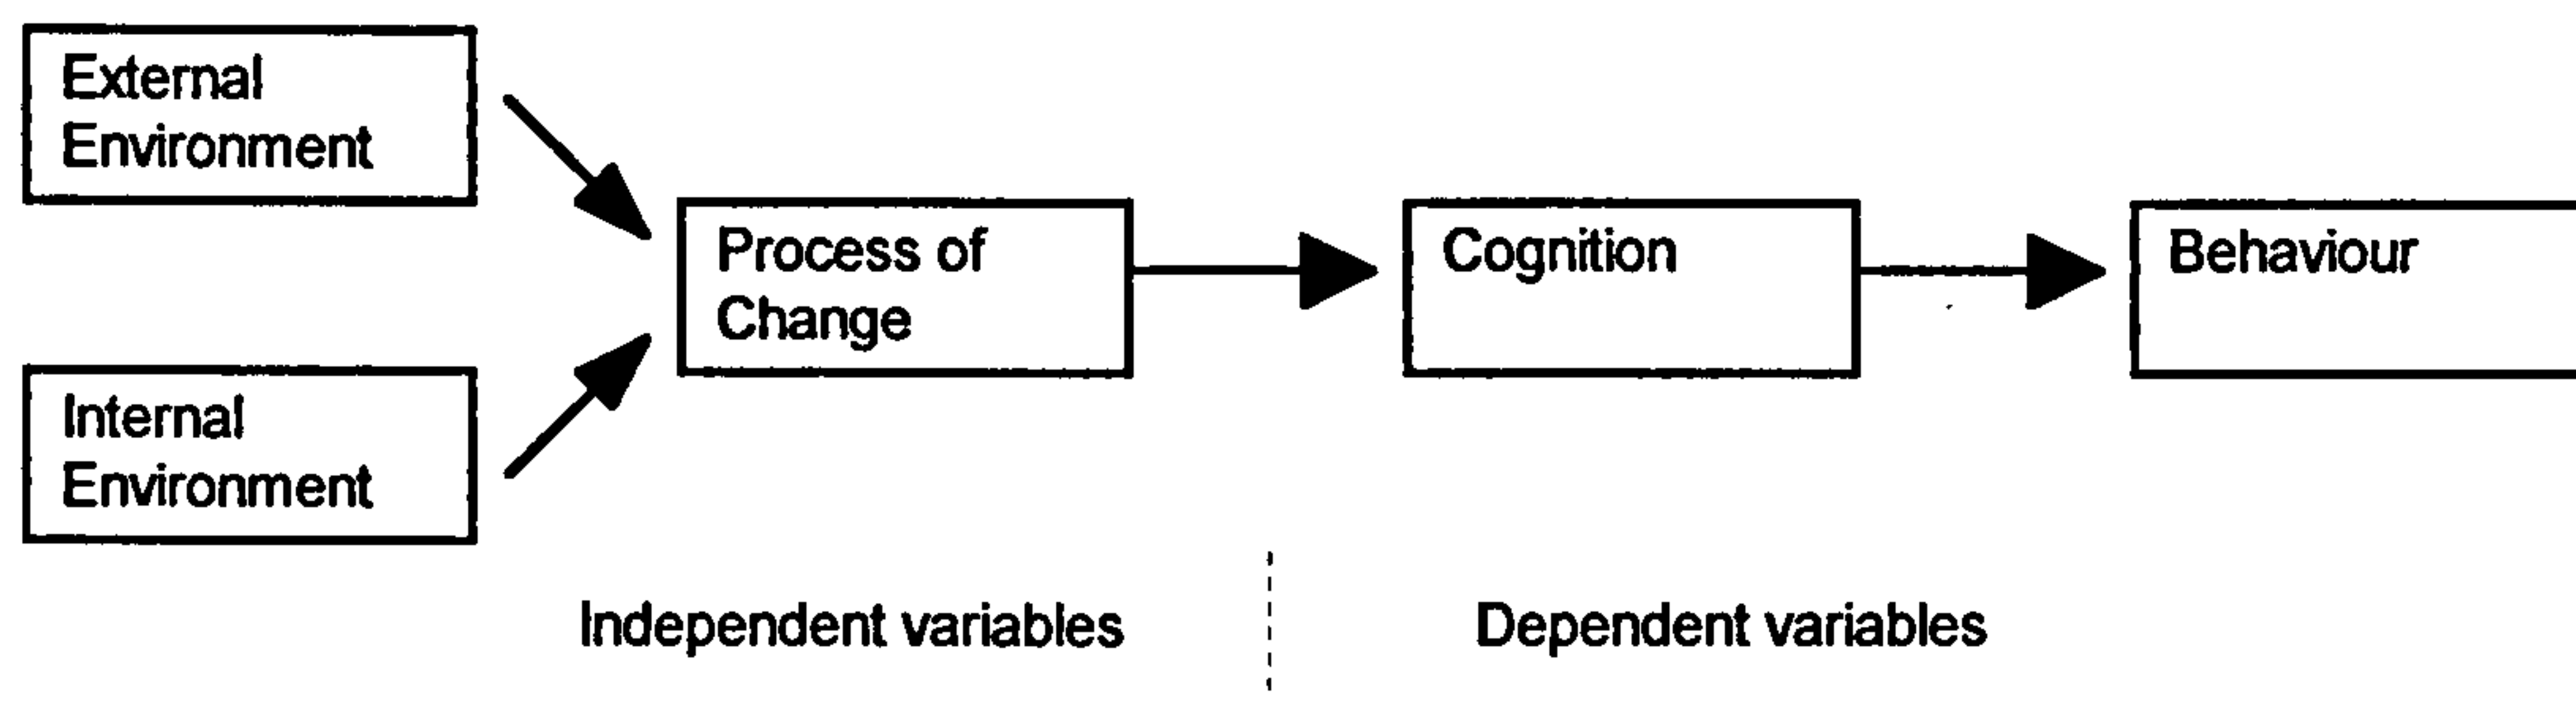 External
Environment
Internal
Environment
Process of
Change
Cognition
Behaviour
Independent variables
Dependent variables